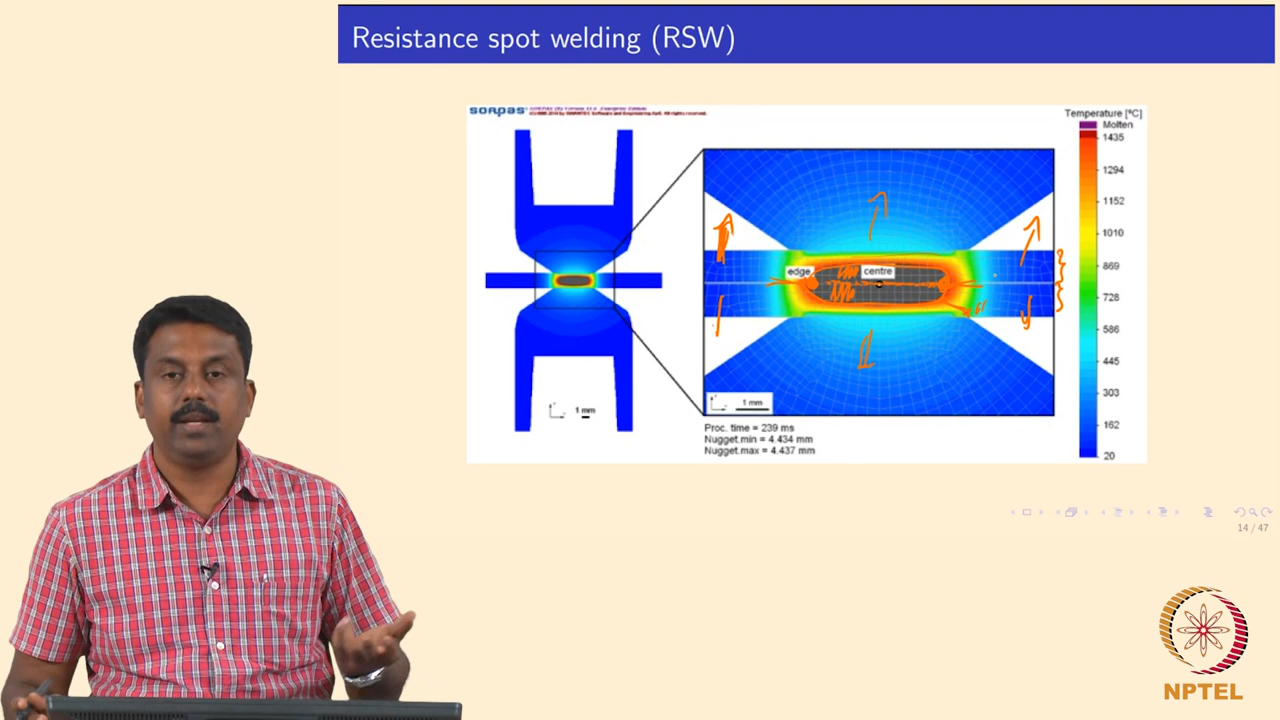 Resistance spot welding (RSW)
sorpas
Temperature [ºC]
Molten
1435
1294
1152
1010
869
728
586
445
303
162
20
edge
centre
1 mm
1 mm
Proc. time = 239 ms
Nugget.min = 4.434 mm
Nugget.max = 4.437 mm
14 / 47
NPTEL